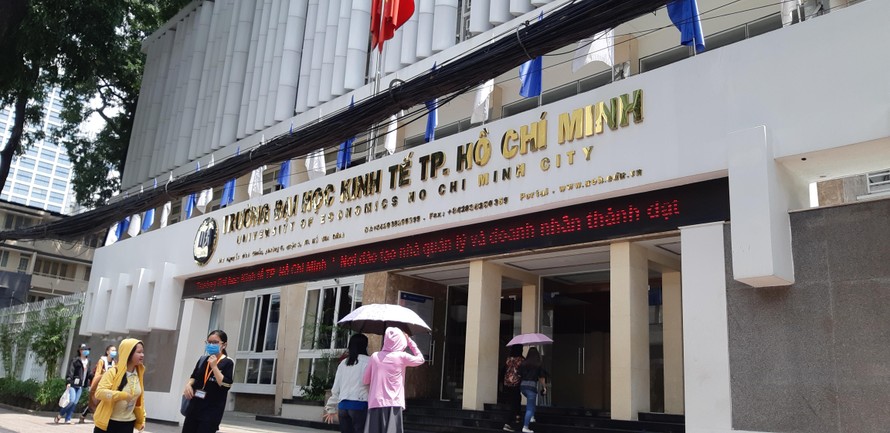 TRƯỜNG ĐẠI HỌC KINH TẾ TP. HỒ CHÍ MINH
UNIVERSITY OF ECONOMICS HO CHI MINH CITY
Portal : www.ueh.edu.vn
Trường Đại học Kinh tế TP. Hồ Chí Minh " Nơi đào tạo nhà quản lý và doanh nhân thành đạt